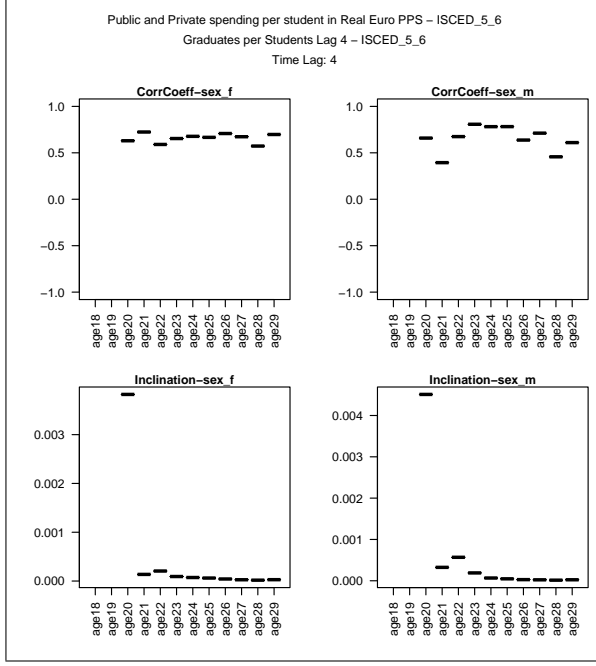 Public and Private spending per student in Real Euro PPS − ISCED_5_6
Graduates per Students Lag 4 − ISCED_5_6
Time Lag: 4
CorrCoeff−sex_f
1.0
0.5
0.0
−0.5
−1.0
age18
age19
age20
age21
age22
age23
age24
age25
age26
age27
age28
age29
CorrCoeff−sex_m
1.0
0.5
0.0
−0.5
−1.0
age18
age19
age20
age21
age22
age23
age24
age25
age26
age27
age28
age29
Inclination−sex_f
0.003
0.002
0.001
0.000
age18
age19
age20
age21
age22
age23
age24
age25
age26
age27
age28
age29
Inclination−sex_m
0.004
0.003
0.002
0.001
0.000
age18
age19
age20
age21
age22
age23
age24
age25
age26
age27
age28
age29